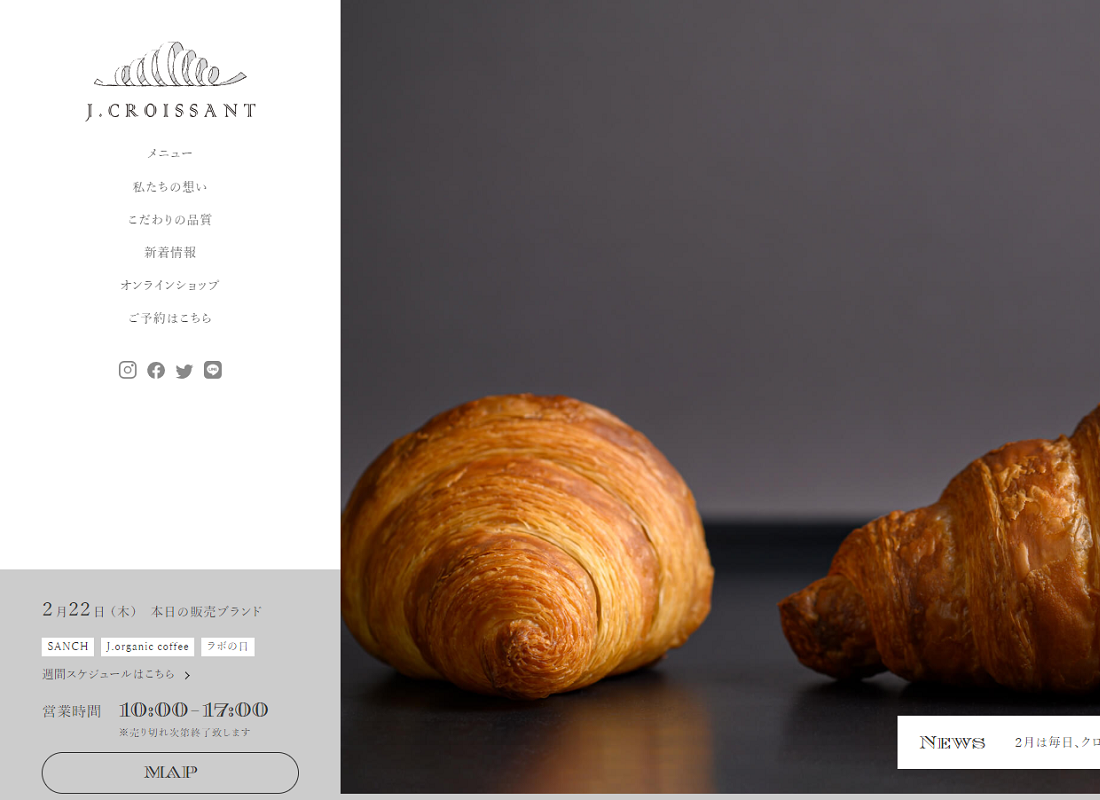 J.CROISSANT
メニュー
私たちの想い
こだわりの品質
新着情報
オンラインショップ
ご予約はこちら
2月22日（木） 本日の販売ブランド
SANCH J.organic coffee ラボの日
週間スケジュールはこちら
営業時間 10:00-17:00
※売り切れ次第終了致します
MAP
NEWS 2月は毎日、クロ